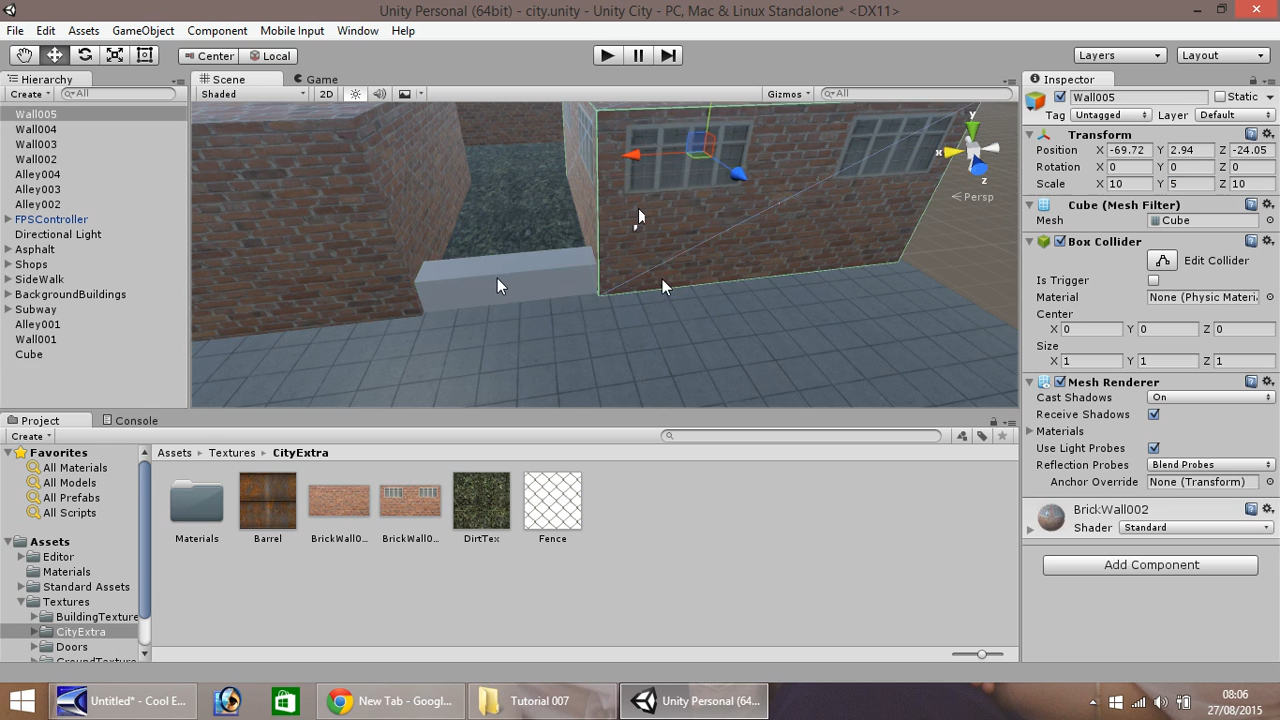 Unity Personal (64bit) - city.unity - Unity City - PC, Mac & Linux Standalone* <DX11>
File Edit Assets GameObject Component Mobile Input Window Help
Center Local Layers Layout
Hierarchy
Create All
Wall005
Wall004
Wall003
Wall002
Alley004
Alley003
Alley002
FPSController
Directional Light
Asphalt
Shops
SideWalk
BackgroundBuildings
Subway
Alley001
Wall001
Cube
Scene Game
Shaded 2D Gizmos All
y
x
z
Persp
Inspector
Wall005 Static
Tag Untagged Layer Default
Transform
Position X -69.72 Y 2.94 Z -24.05
Rotation X 0 Y 0 Z 0
Scale X 10 Y 5 Z 10
Cube (Mesh Filter)
Mesh Cube
Box Collider
Edit Collider
Is Trigger
Material None (Physic Materi
Center
X 0 Y 0 Z 0
Size
X 1 Y 1 Z 1
Mesh Renderer
Cast Shadows On
Receive Shadows
Materials
Use Light Probes
Reflection Probes Blend Probes
Anchor Override None (Transform)
BrickWall002
Shader Standard
Add Component
Project Console
Create
Favorites
All Materials
All Models
All Prefabs
All Scripts
Assets
Editor
Materials
Standard Assets
Textures
BuildingTexture
CityExtra
Doors
GroundTexture
Assets Textures CityExtra
Materials Barrel BrickWall0... BrickWall0... DirtTex Fence
Untitled* - Cool E... New Tab - Googl... Tutorial 007 Unity Personal (64...
08:06
27/08/2015